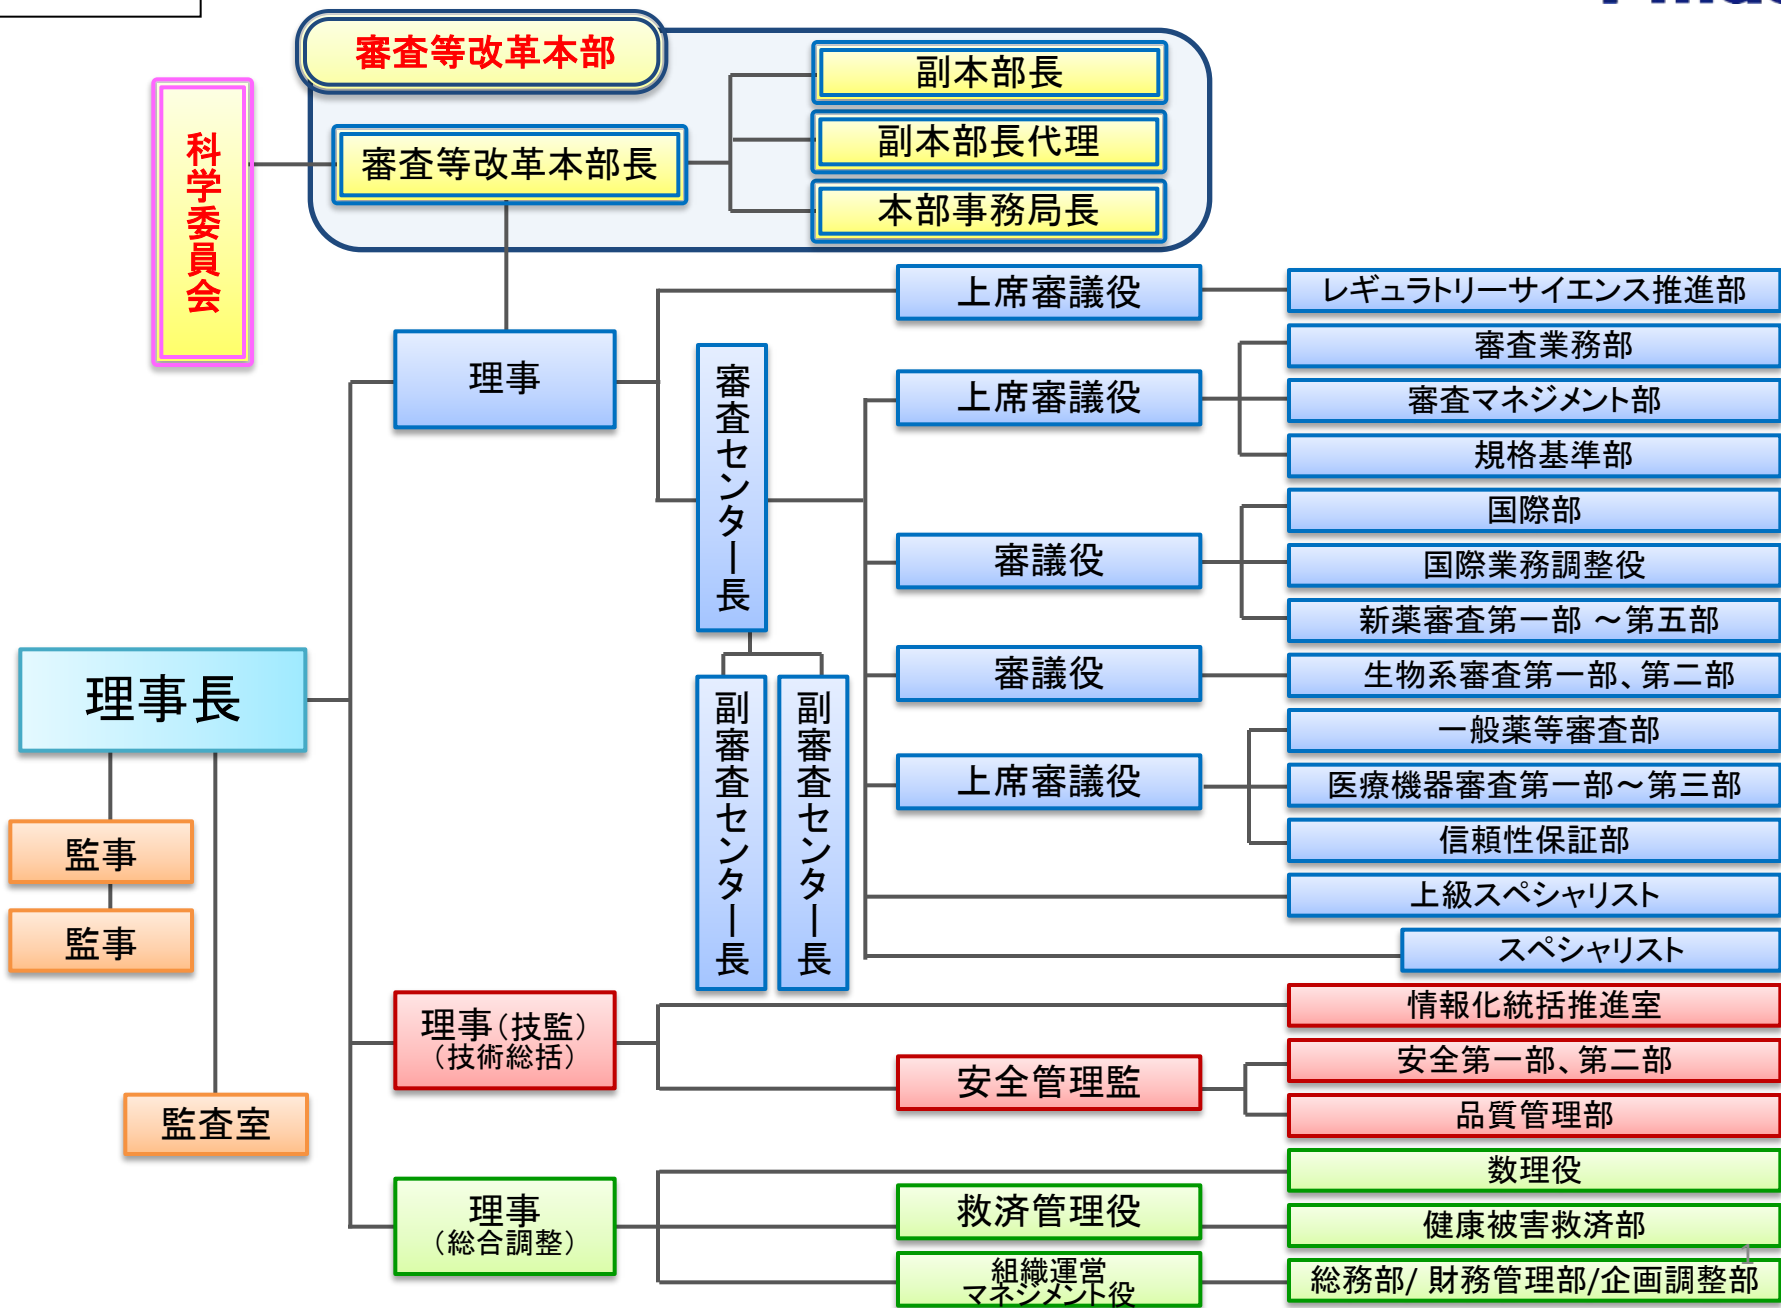 審査等改革本部
副本部長
科学委員会
審査等改革本部長
副本部長代理
本部事務局長
上席審議役
レギュラトリーサイエンス推進部
理事
審査センター長
上席審議役
審査業務部
審査マネジメント部
規格基準部
審議役
国際部
国際業務調整役
新薬審査第一部 ～第五部
審議役
生物系審査第一部、第二部
理事長
副審査センター長
副審査センター長
上席審議役
一般薬等審査部
医療機器審査第一部～第三部
信頼性保証部
監事
監事
上級スペシャリスト
スペシャリスト
理事（技監）
（技術総括）
情報化統括推進室
安全管理監
安全第一部、第二部
品質管理部
監査室
理事
（総合調整）
数理役
救済管理役
健康被害救済部
組織運営
マネジメント役
総務部/ 財務管理部/企画調整部
1